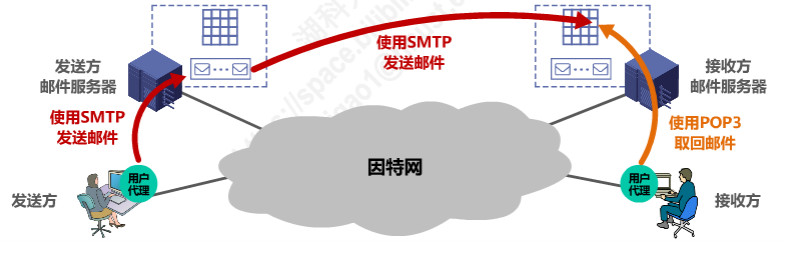 使用SMTP
发送邮件
发送方
邮件服务器
接收方
邮件服务器
使用SMTP
发送邮件
使用POP3
取回邮件
因特网
用户
代理
用户
代理
发送方
接收方